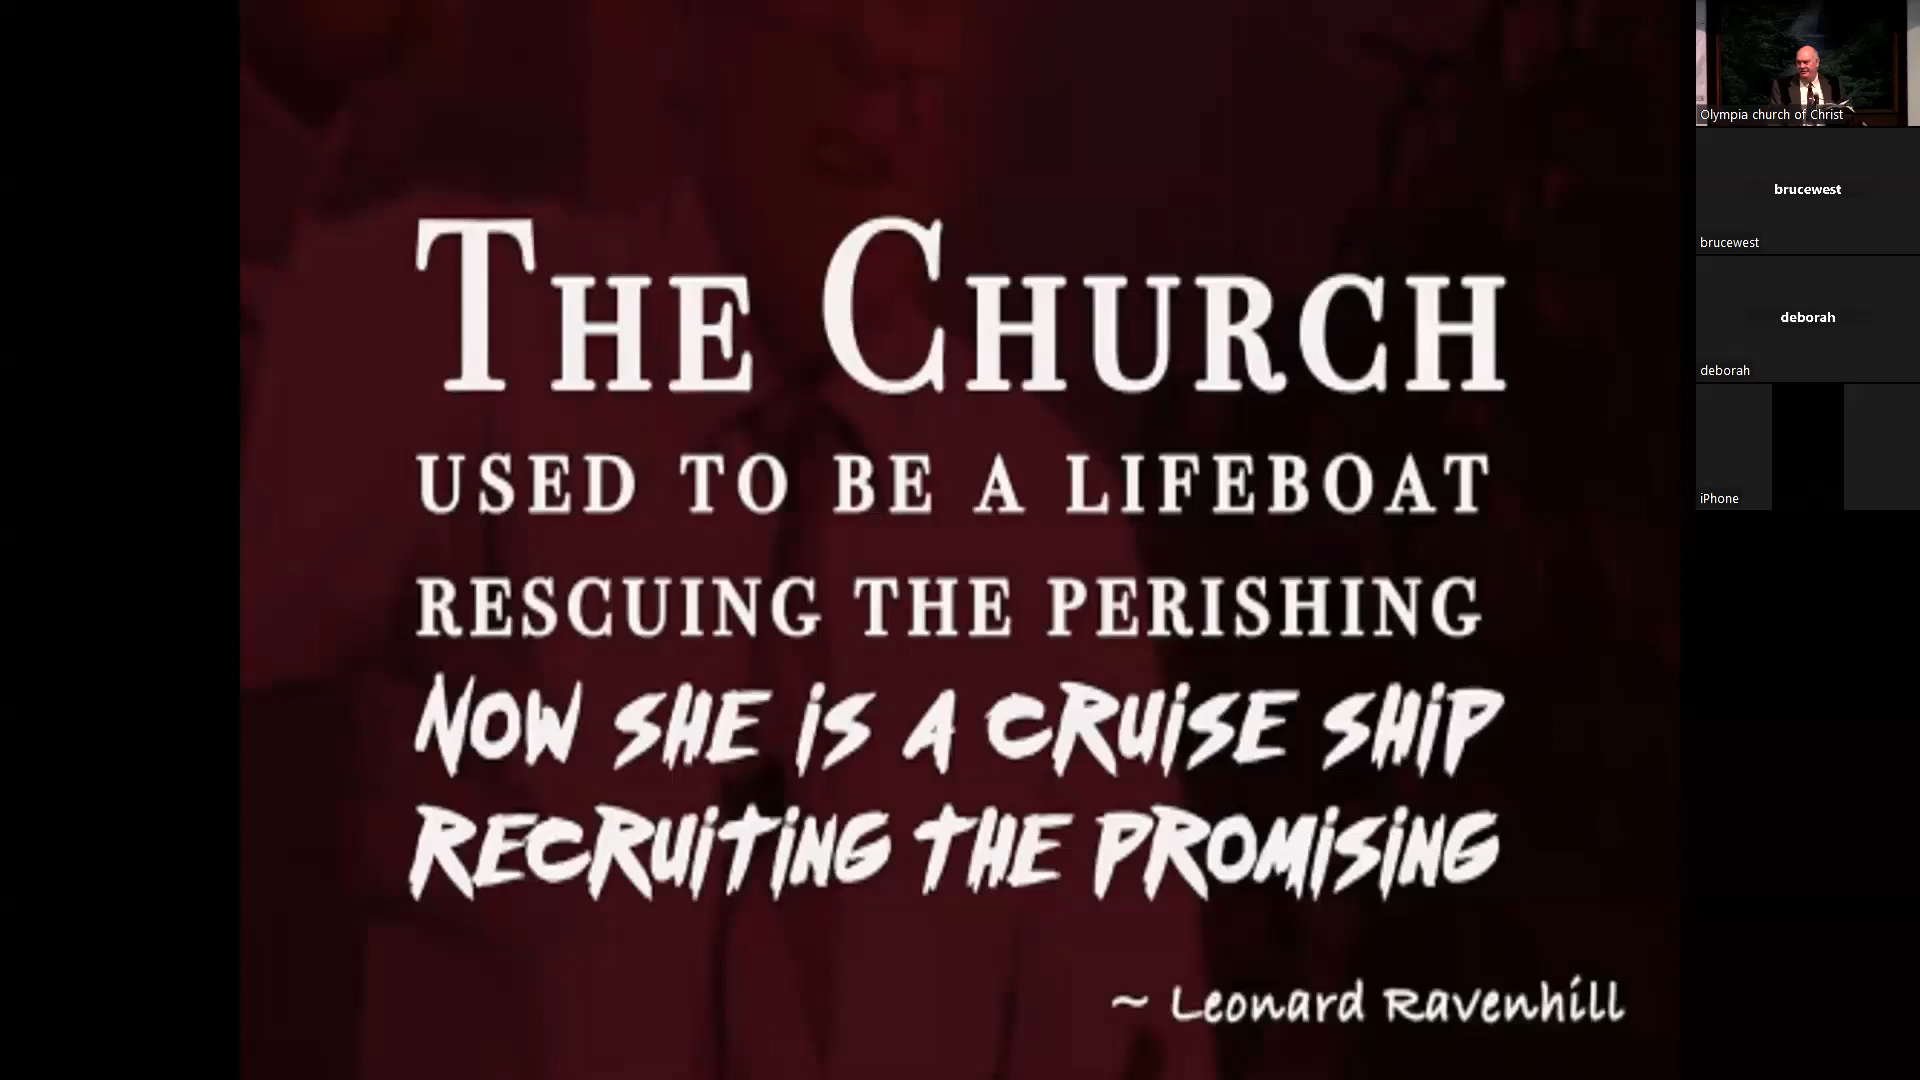 The Church
used to be a lifeboat
rescuing the perishing
Now she is a cruise ship
recruiting the promising
~ Leonard Ravenhill
Olympia church of Christ
brucewest
brucewest
deborah
deborah
iPhone